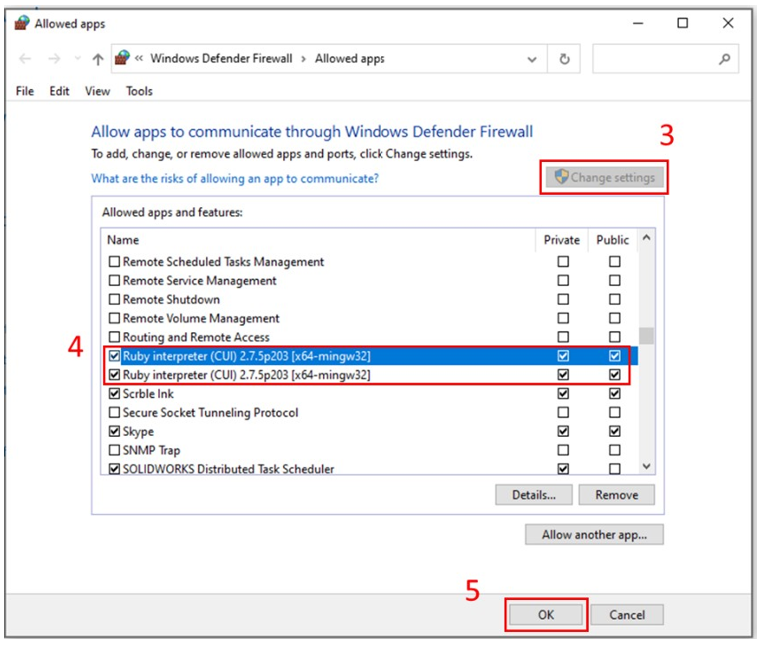 Allowed apps
« Windows Defender Firewall › Allowed apps
File Edit View Tools
Allow apps to communicate through Windows Defender Firewall
3
To add, change, or remove allowed apps and ports, click Change settings.
What are the risks of allowing an app to communicate?
Change settings
Allowed apps and features:
Name Private Public
Remote Scheduled Tasks Management
Remote Service Management
Remote Shutdown
Remote Volume Management
Routing and Remote Access
4
Ruby interpreter (CUI) 2.7.5p203 [x64-mingw32]
Ruby interpreter (CUI) 2.7.5p203 [x64-mingw32]
Scrble Ink
Secure Socket Tunneling Protocol
Skype
SNMP Trap
SOLIDWORKS Distributed Task Scheduler
Details... Remove
Allow another app...
5
OK Cancel